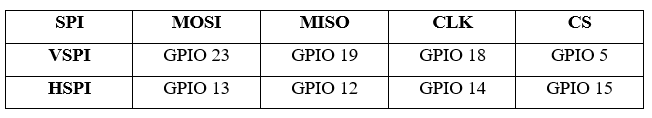 SPI MOSI MISO CLK CS
VSPI GPIO 23 GPIO 19 GPIO 18 GPIO 5
HSPI GPIO 13 GPIO 12 GPIO 14 GPIO 15